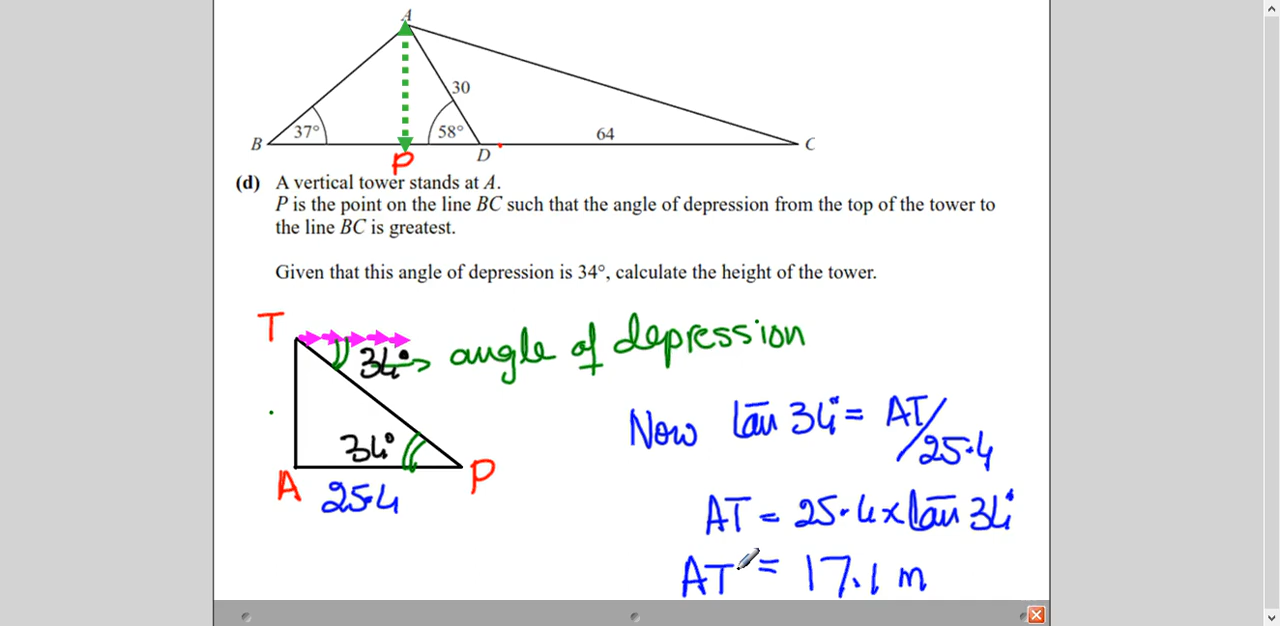 A
30
37°
58°
64
B
D
C
P
(d) A vertical tower stands at A.
P is the point on the line BC such that the angle of depression from the top of the tower to
the line BC is greatest.
Given that this angle of depression is 34°, calculate the height of the tower.
T
34° → angle of depression
34°
A
25.4
P
Now tan 34° = AT/25.4
AT = 25.4 x tan 34°
AT = 17.1 m